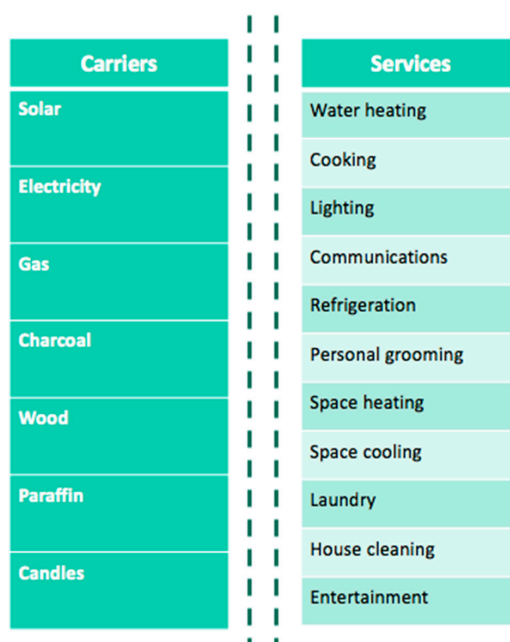 Carriers
Solar
Electricity
Gas
Charcoal
Wood
Paraffin
Candles
Services
Water heating
Cooking
Lighting
Communications
Refrigeration
Personal grooming
Space heating
Space cooling
Laundry
House cleaning
Entertainment